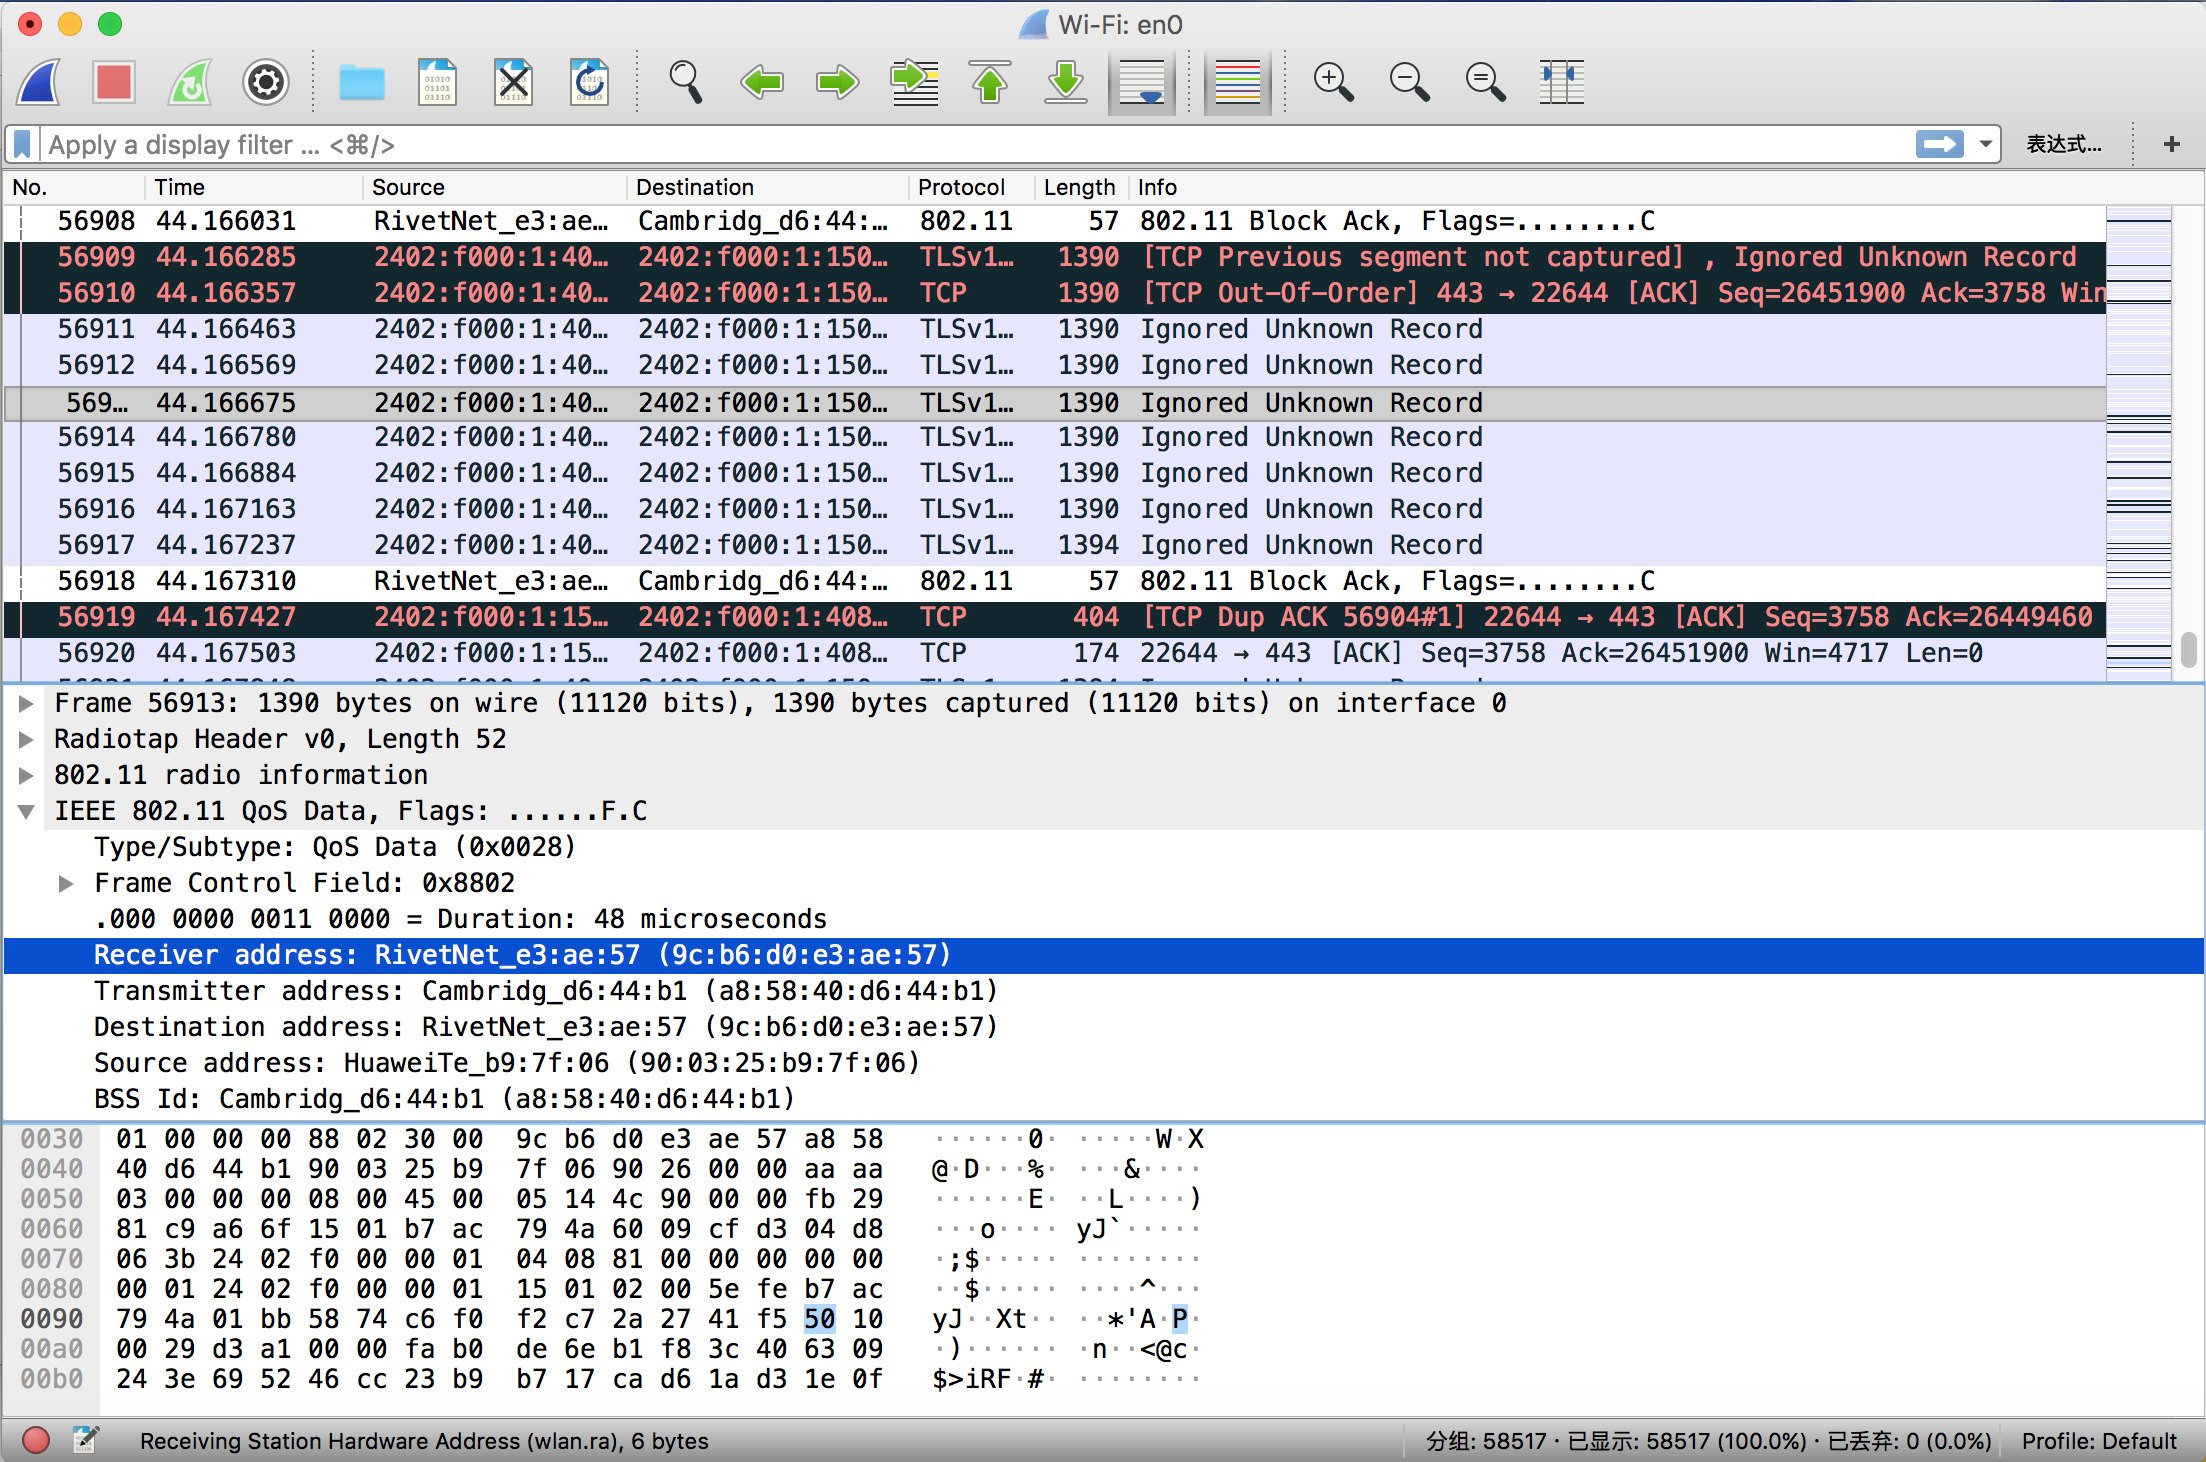 Wi-Fi: en0
Apply a display filter ... <⌘/>
表达式...
+
No. Time Source Destination Protocol Length Info
56908 44.166031 RivetNet_e3:ae… Cambridg_d6:44:… 802.11 57 802.11 Block Ack, Flags=........C
56909 44.166285 2402:f000:1:40… 2402:f000:1:150… TLSv1… 1390 [TCP Previous segment not captured] , Ignored Unknown Record
56910 44.166357 2402:f000:1:40… 2402:f000:1:150… TCP 1390 [TCP Out-Of-Order] 443 → 22644 [ACK] Seq=26451900 Ack=3758 Win
56911 44.166463 2402:f000:1:40… 2402:f000:1:150… TLSv1… 1390 Ignored Unknown Record
56912 44.166569 2402:f000:1:40… 2402:f000:1:150… TLSv1… 1390 Ignored Unknown Record
569… 44.166675 2402:f000:1:40… 2402:f000:1:150… TLSv1… 1390 Ignored Unknown Record
56914 44.166780 2402:f000:1:40… 2402:f000:1:150… TLSv1… 1390 Ignored Unknown Record
56915 44.166884 2402:f000:1:40… 2402:f000:1:150… TLSv1… 1390 Ignored Unknown Record
56916 44.167163 2402:f000:1:40… 2402:f000:1:150… TLSv1… 1390 Ignored Unknown Record
56917 44.167237 2402:f000:1:40… 2402:f000:1:150… TLSv1… 1394 Ignored Unknown Record
56918 44.167310 RivetNet_e3:ae… Cambridg_d6:44:… 802.11 57 802.11 Block Ack, Flags=........C
56919 44.167427 2402:f000:1:15… 2402:f000:1:408… TCP 404 [TCP Dup ACK 56904#1] 22644 → 443 [ACK] Seq=3758 Ack=26449460
56920 44.167503 2402:f000:1:15… 2402:f000:1:408… TCP 174 22644 → 443 [ACK] Seq=3758 Ack=26451900 Win=4717 Len=0
Frame 56913: 1390 bytes on wire (11120 bits), 1390 bytes captured (11120 bits) on interface 0
Radiotap Header v0, Length 52
802.11 radio information
IEEE 802.11 QoS Data, Flags: ......F.C
Type/Subtype: QoS Data (0x0028)
Frame Control Field: 0x8802
.000 0000 0011 0000 = Duration: 48 microseconds
Receiver address: RivetNet_e3:ae:57 (9c:b6:d0:e3:ae:57)
Transmitter address: Cambridg_d6:44:b1 (a8:58:40:d6:44:b1)
Destination address: RivetNet_e3:ae:57 (9c:b6:d0:e3:ae:57)
Source address: HuaweiTe_b9:7f:06 (90:03:25:b9:7f:06)
BSS Id: Cambridg_d6:44:b1 (a8:58:40:d6:44:b1)
0030 01 00 00 00 88 02 30 00 9c b6 d0 e3 ae 57 a8 58 ······0· ·····W·X
0040 40 d6 44 b1 90 03 25 b9 7f 06 90 26 00 00 aa aa @·D···%· ···&····
0050 03 00 00 00 08 00 45 00 05 14 4c 90 00 00 fb 29 ······E· ··L····)
0060 81 c9 a6 6f 15 01 b7 ac 79 4a 60 09 cf d3 04 d8 ···o···· yJ`·····
0070 06 3b 24 02 f0 00 00 01 04 08 81 00 00 00 00 00 ·;$····· ········
0080 00 01 24 02 f0 00 00 01 15 01 02 00 5e fe b7 ac ··$····· ····^···
0090 79 4a 01 bb 58 74 c6 f0 f2 c7 2a 27 41 f5 50 10 yJ··Xt·· ··*'A·P·
00a0 00 29 d3 a1 00 00 fa b0 de 6e b1 f8 3c 40 63 09 ·)······ ·n··<@c·
00b0 24 3e 69 52 46 cc 23 b9 b7 17 ca d6 1a d3 1e 0f $>iRF·#· ········
Receiving Station Hardware Address (wlan.ra), 6 bytes
分组: 58517 · 已显示: 58517 (100.0%) · 已丢弃: 0 (0.0%)
Profile: Default